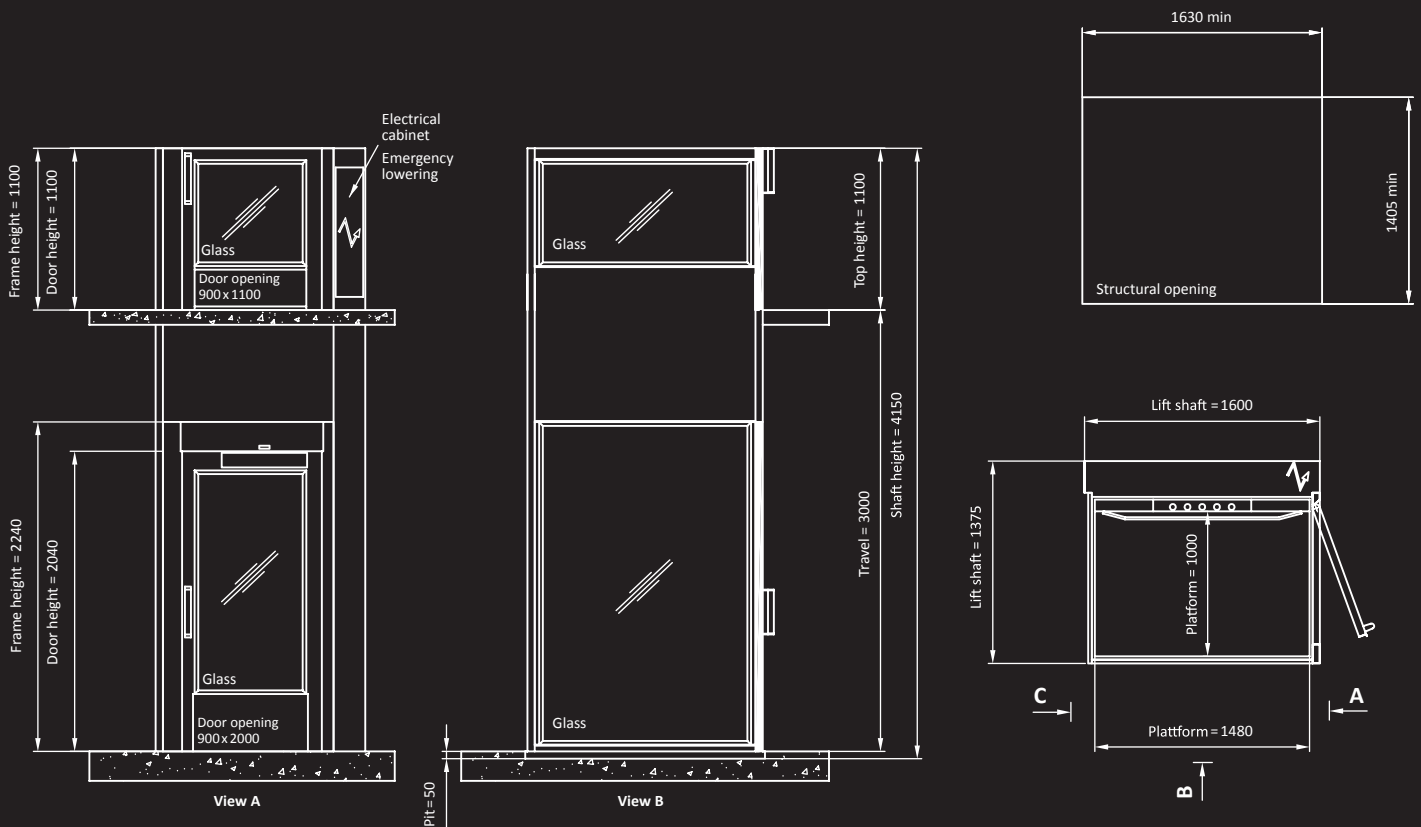 1630 min
Electrical
cabinet
Emergency
lowering
Frame height = 1100
Door height = 1100
Glass
Door opening
900 x 1100
Glass
Top height = 1100
1405 min
Structural opening
Frame height = 2240
Door height = 2040
Glass
Door opening
900 x 2000
Glass
Travel = 3000
Shaft height = 4150
Lift shaft = 1600
Lift shaft = 1375
Platform = 1000
C
A
Plattform = 1480
B
View A
Pit = 50
View B